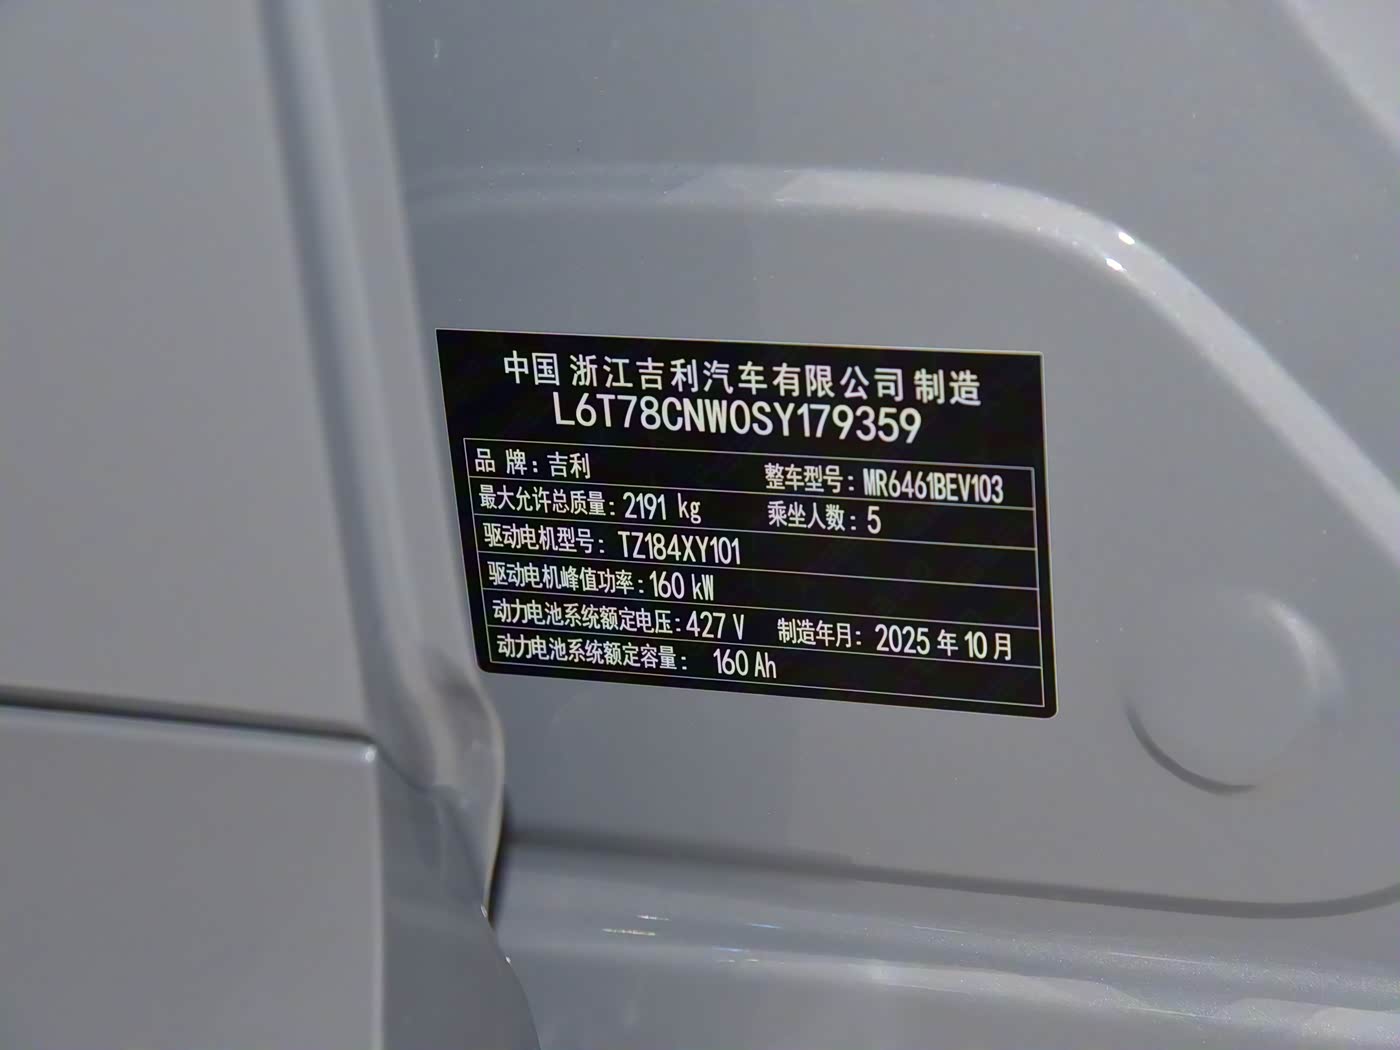 中国 浙江吉利汽车有限公司 制造
L6T78CNW0SY179359
品 牌：吉利 整车型号：MR6461BEV103
最大允许总质量：2191 kg 乘坐人数：5
驱动电机型号：TZ184XY101
驱动电机峰值功率：160 kW
动力电池系统额定电压：427 V 制造年月：2025 年 10 月
动力电池系统额定容量：160 Ah